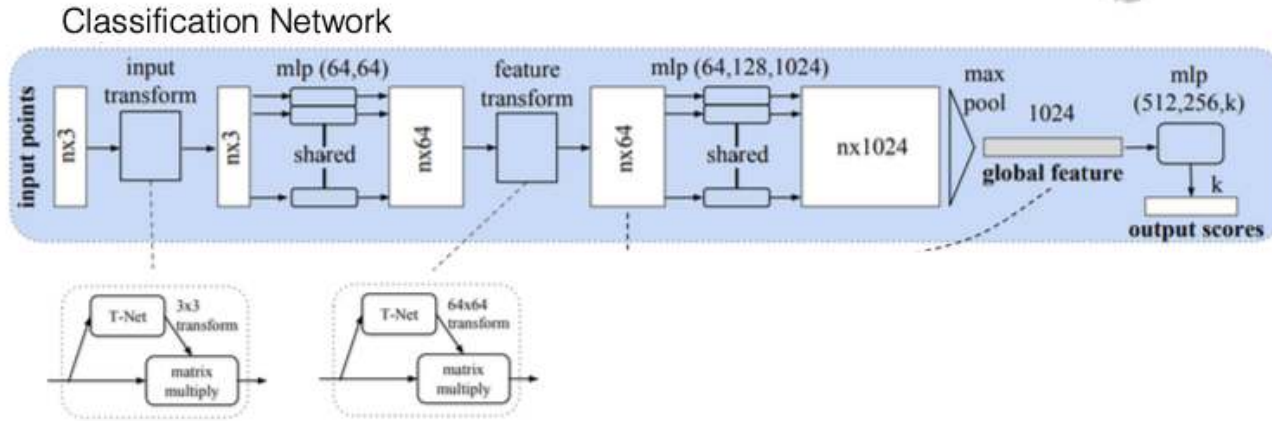 Classification Network
input points
nx3
input
transform
nx3
mlp (64,64)
shared
nx64
feature
transform
nx64
mlp (64,128,1024)
shared
nx1024
max
pool
1024
global feature
mlp
(512,256,k)
k
output scores
T-Net
3x3
transform
matrix
multiply
T-Net
64x64
transform
matrix
multiply